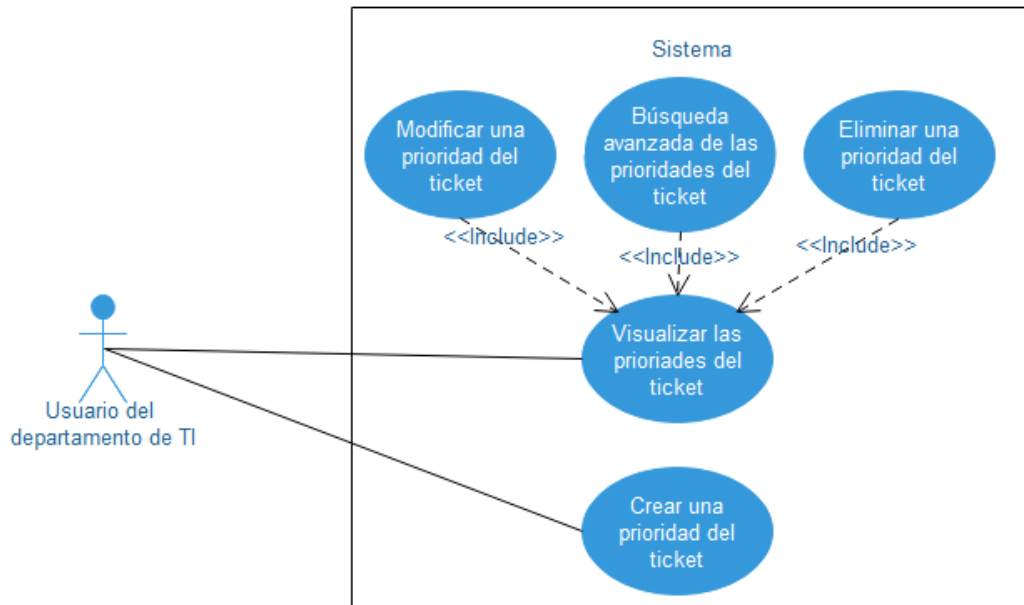 Sistema
Modificar una
prioridad del
ticket
Búsqueda
avanzada de las
prioridades del
ticket
Eliminar una
prioridad del
ticket
<<Include>>
<<Include>>
<<Include>>
Visualizar las
prioriades del
ticket
Usuario del
departamento de TI
Crear una
prioridad del
ticket